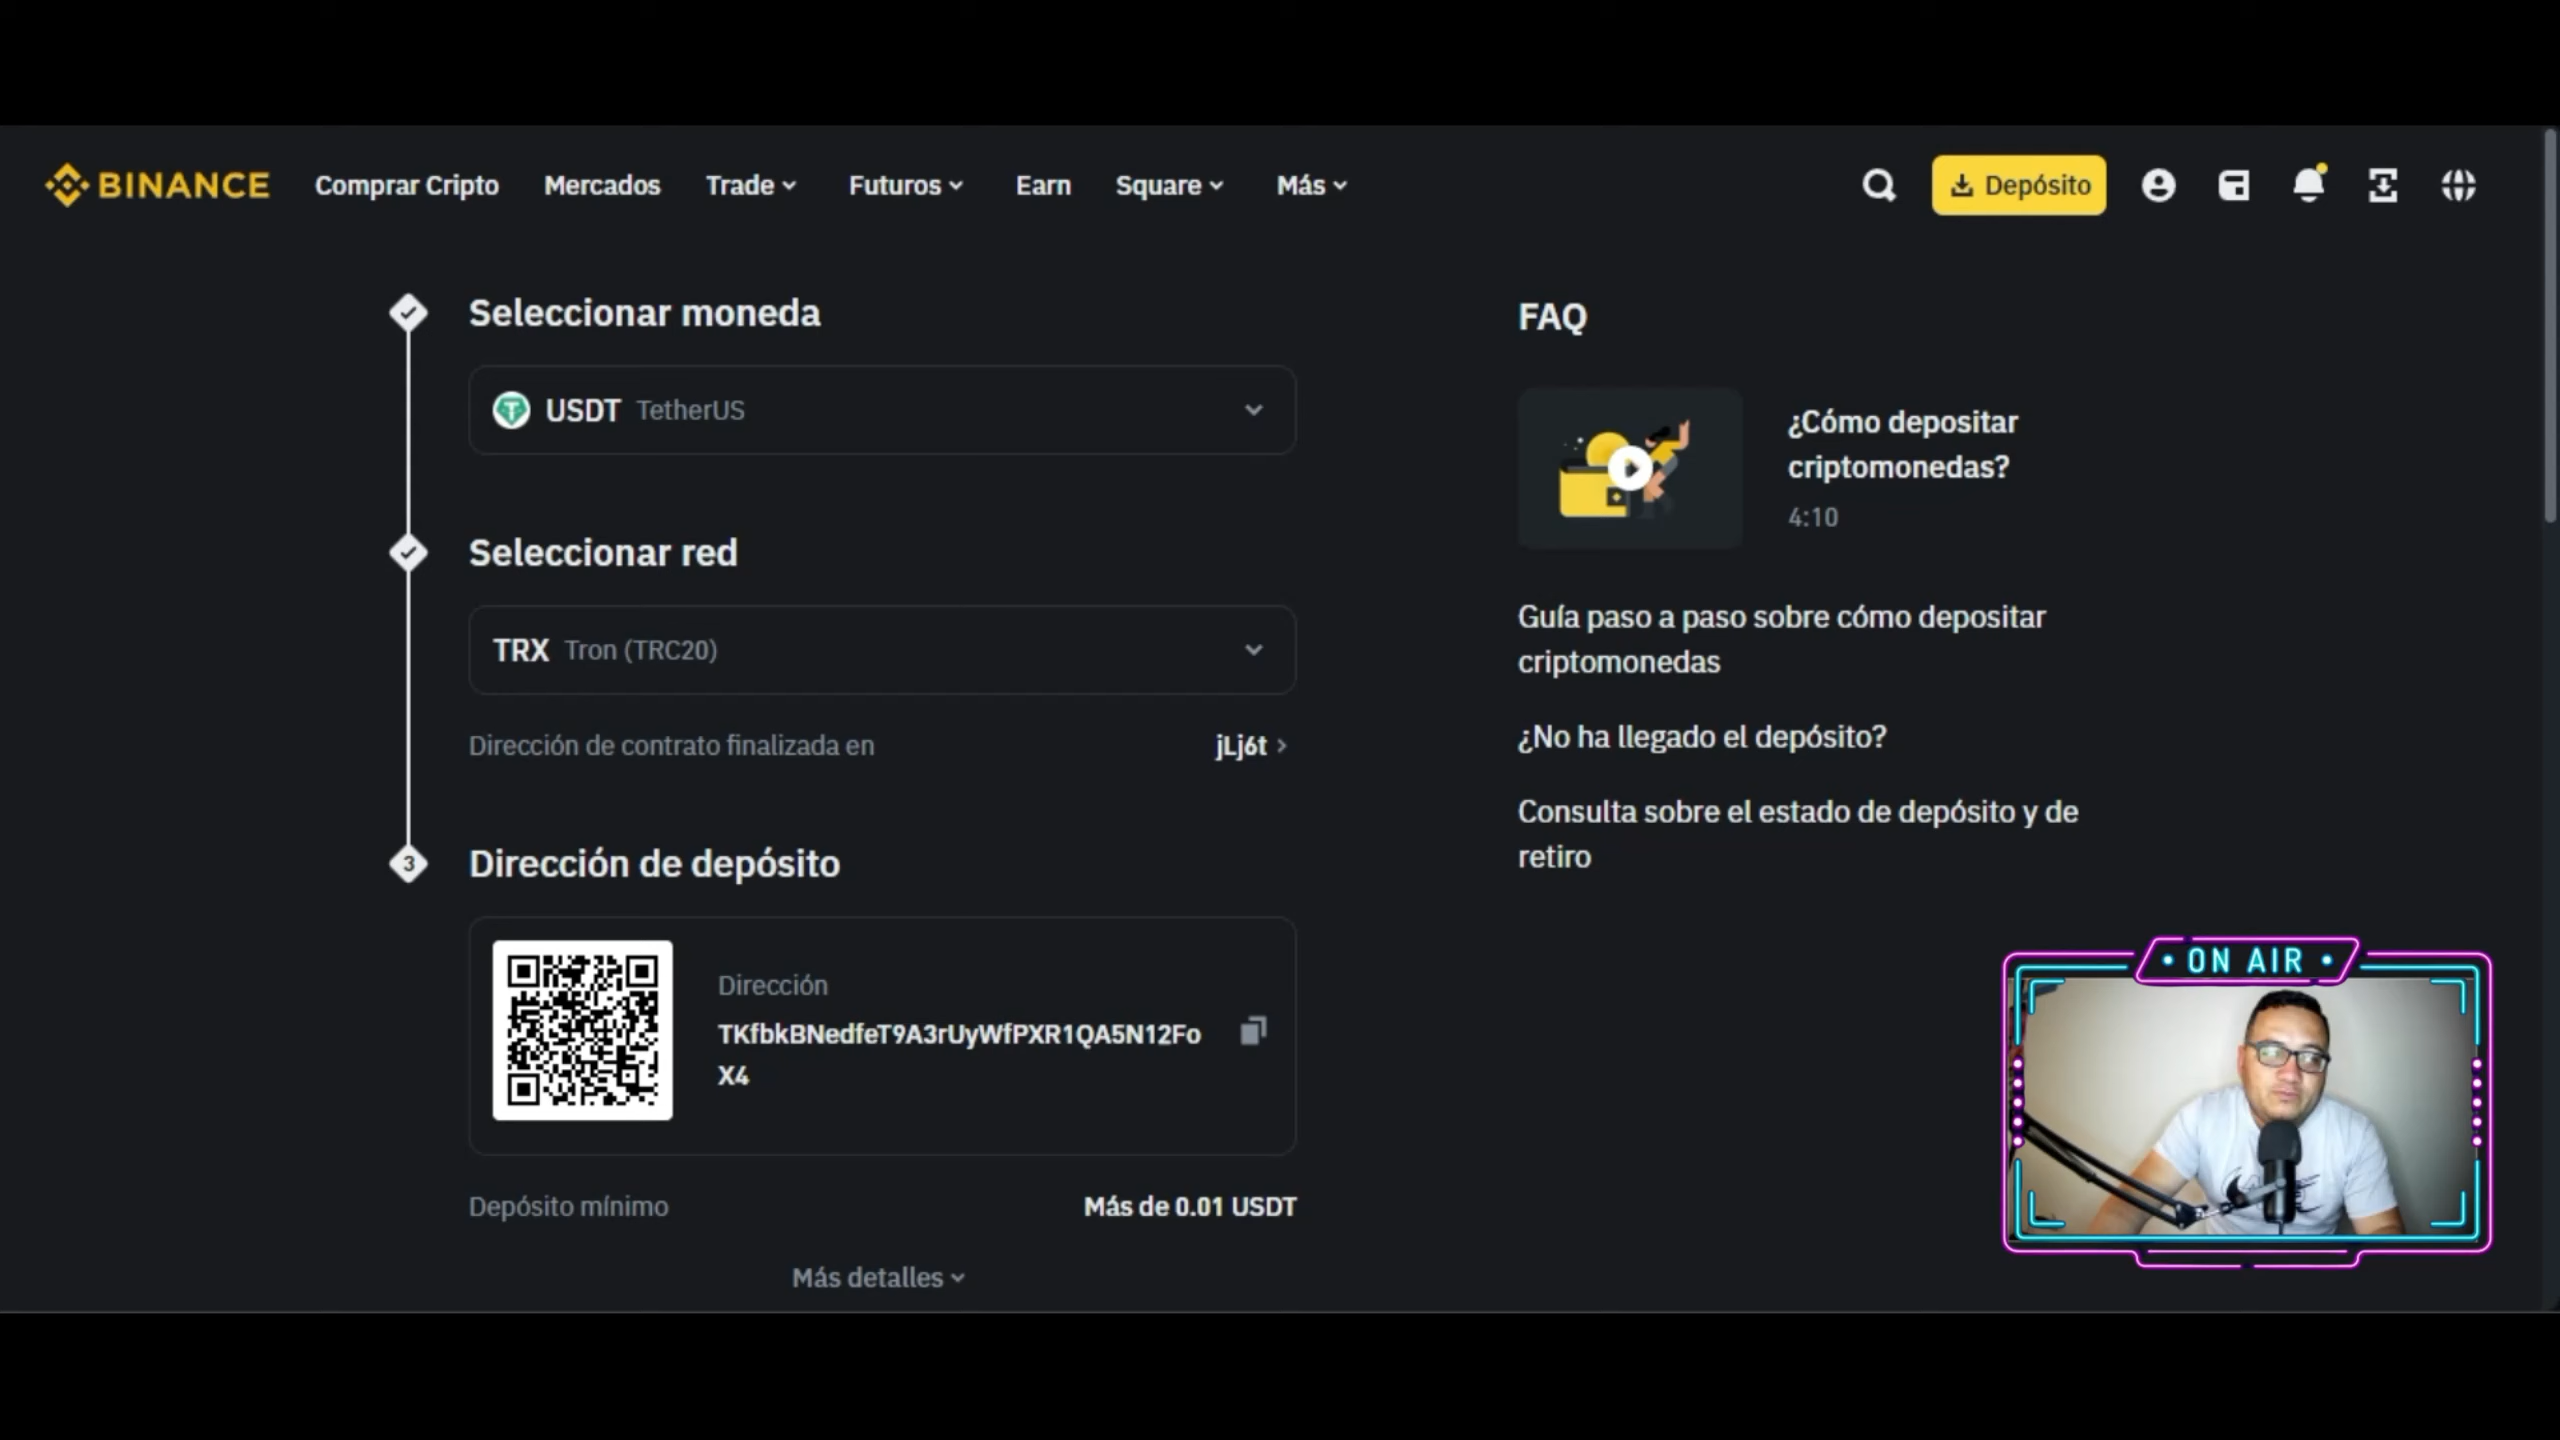 BINANCE
Comprar Cripto
Mercados
Trade
Futuros
Earn
Square
Más
Depósito
Seleccionar moneda
USDT TetherUS
Seleccionar red
TRX Tron (TRC20)
Dirección de contrato finalizada en
jLj6t
3
Dirección de depósito
Dirección
TKfbkBNedfeT9A3rUyWfPXR1QA5N12Fo
X4
Depósito mínimo
Más de 0.01 USDT
Más detalles
FAQ
¿Cómo depositar
criptomonedas?
4:10
Guía paso a paso sobre cómo depositar
criptomonedas
¿No ha llegado el depósito?
Consulta sobre el estado de depósito y de
retiro
• ON AIR •